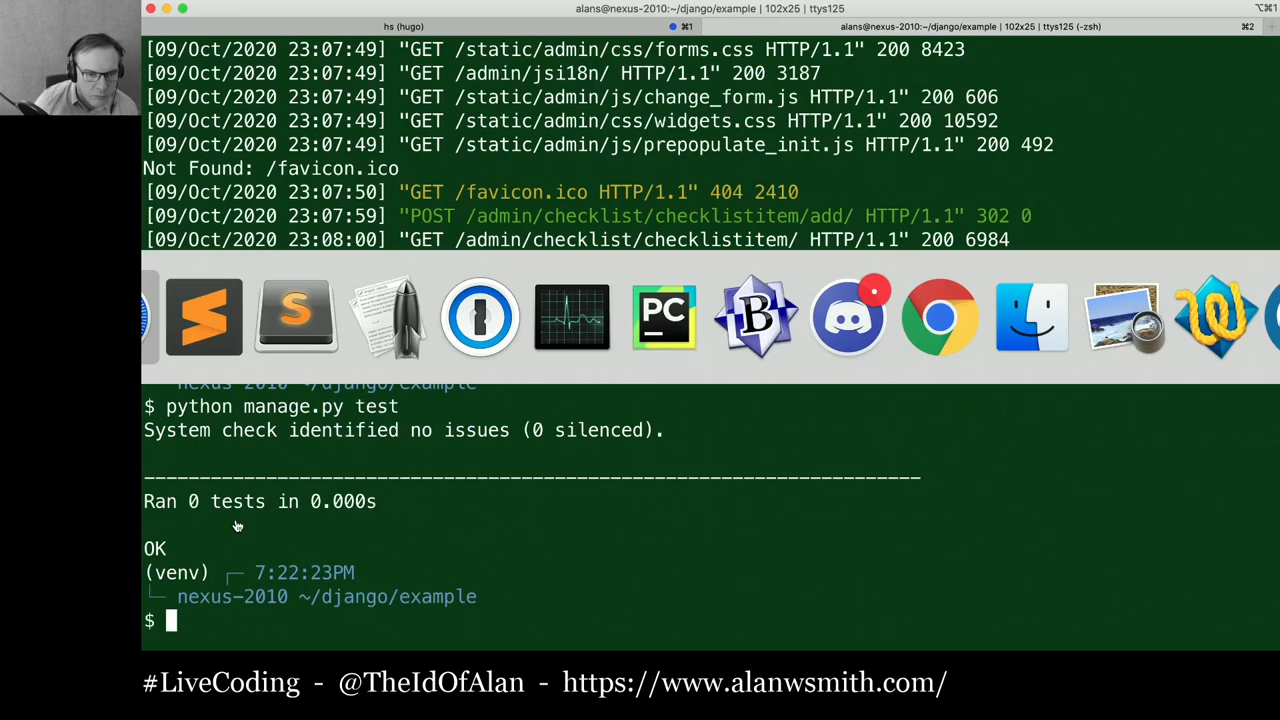 alans@nexus-2010:~/django/example | 102x25 | ttys125
⌥⌘1
hs (hugo)
⌘1
alans@nexus-2010:~/django/example | 102x25 | ttys125 (-zsh)
⌘2
[09/Oct/2020 23:07:49] "GET /static/admin/css/forms.css HTTP/1.1" 200 8423
[09/Oct/2020 23:07:49] "GET /admin/jsi18n/ HTTP/1.1" 200 3187
[09/Oct/2020 23:07:49] "GET /static/admin/js/change_form.js HTTP/1.1" 200 606
[09/Oct/2020 23:07:49] "GET /static/admin/css/widgets.css HTTP/1.1" 200 10592
[09/Oct/2020 23:07:49] "GET /static/admin/js/prepopulate_init.js HTTP/1.1" 200 492
Not Found: /favicon.ico
[09/Oct/2020 23:07:50] "GET /favicon.ico HTTP/1.1" 404 2410
[09/Oct/2020 23:07:59] "POST /admin/checklist/checklistitem/add/ HTTP/1.1" 302 0
[09/Oct/2020 23:08:00] "GET /admin/checklist/checklistitem/ HTTP/1.1" 200 6984
S
PC
B
nexus-2010 ~/django/example
$ python manage.py test
System check identified no issues (0 silenced).
----------------------------------------------------------------------
Ran 0 tests in 0.000s
OK
(venv) ┌─ 7:22:23PM
└─ nexus-2010 ~/django/example
$
#LiveCoding - @TheIdOfAlan - https://www.alanwsmith.com/